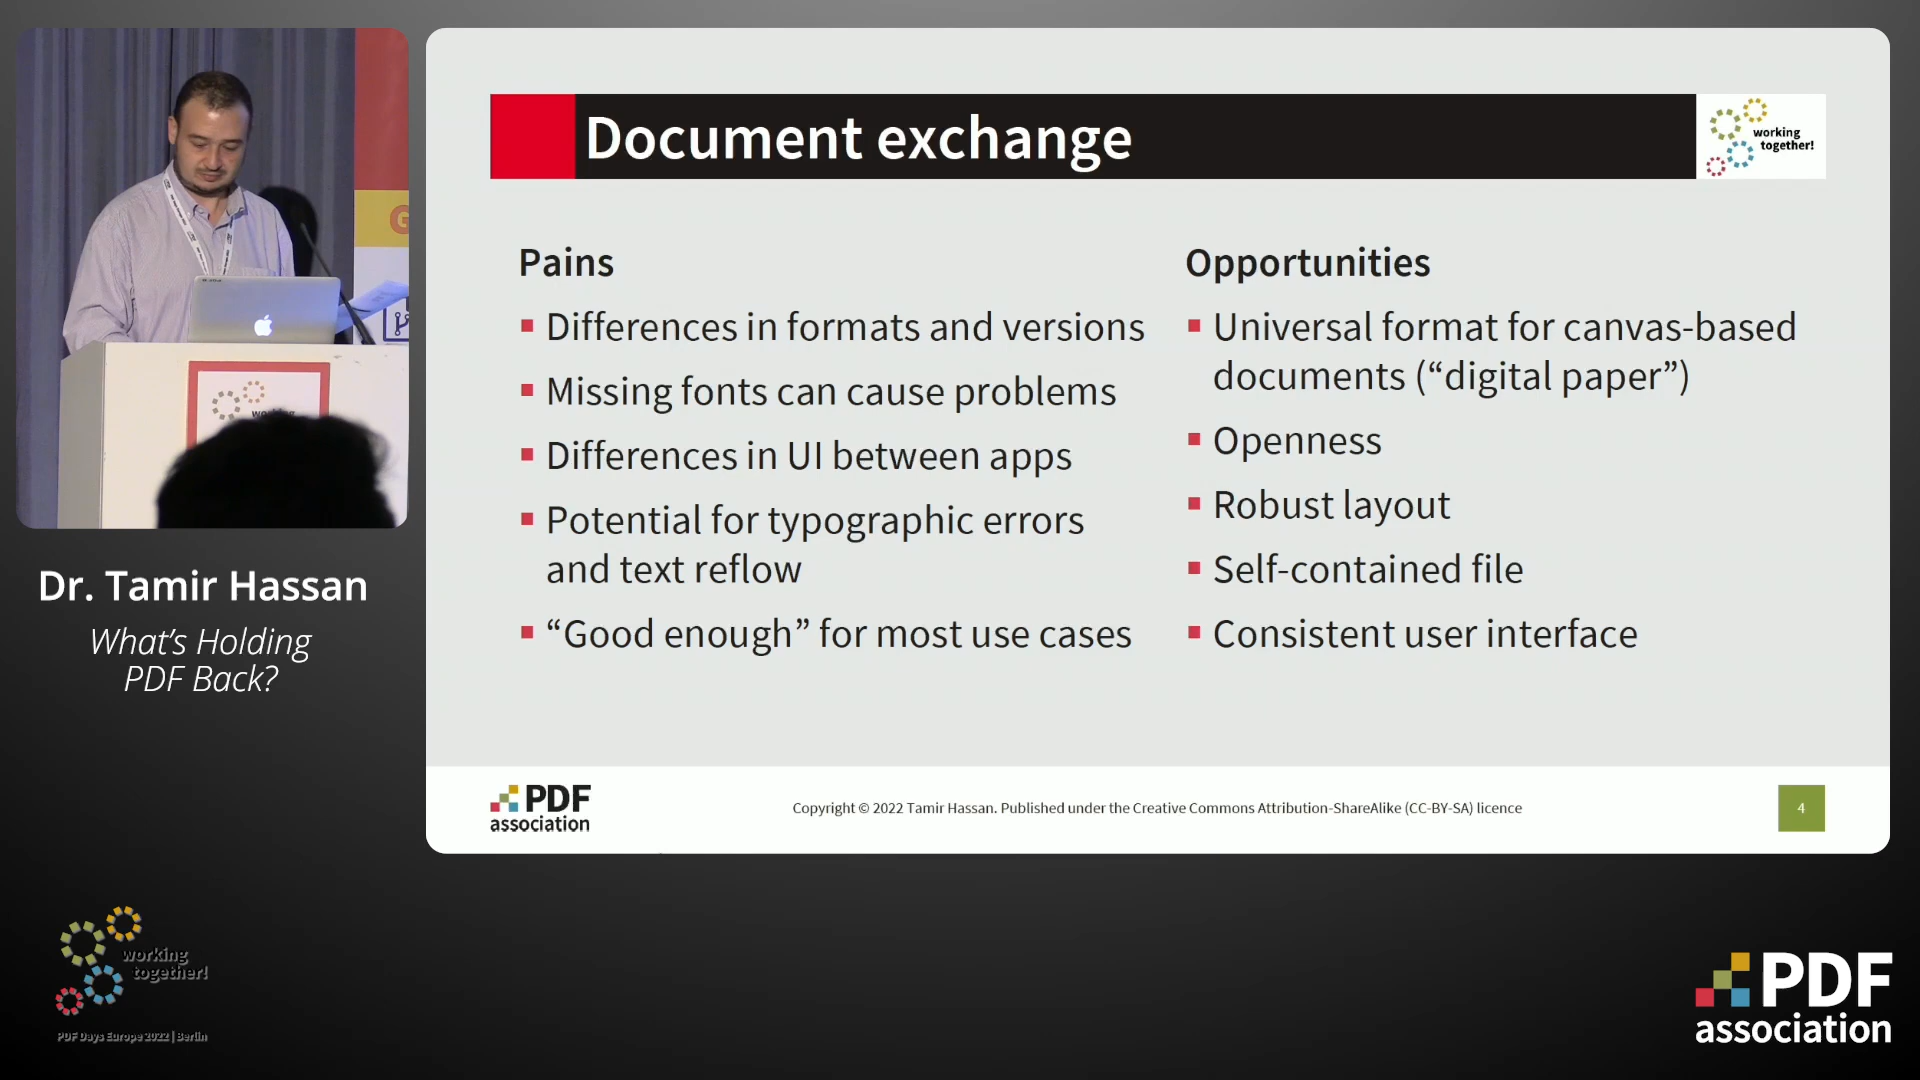 Document exchange
working
together!
Pains
Differences in formats and versions
Missing fonts can cause problems
Differences in UI between apps
Potential for typographic errors
and text reflow
“Good enough” for most use cases
Opportunities
Universal format for canvas-based
documents (“digital paper”)
Openness
Robust layout
Self-contained file
Consistent user interface
PDF
association
Copyright © 2022 Tamir Hassan. Published under the Creative Commons Attribution-ShareAlike (CC-BY-SA) licence
4
G
working
Dr. Tamir Hassan
What’s Holding
PDF Back?
working
together!
PDF Days Europe 2022 | Berlin
PDF
association